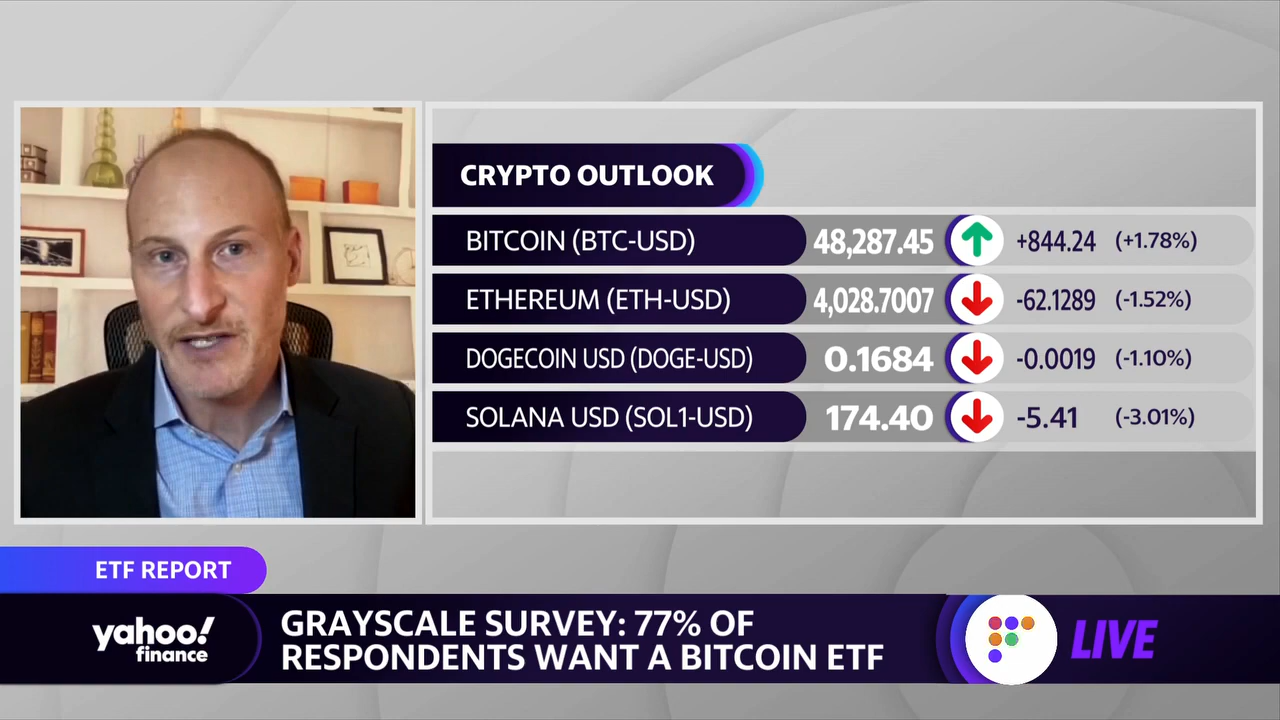 CRYPTO OUTLOOK
BITCOIN (BTC-USD) 48,287.45 +844.24 (+1.78%)
ETHEREUM (ETH-USD) 4,028.7007 -62.1289 (-1.52%)
DOGECOIN USD (DOGE-USD) 0.1684 -0.0019 (-1.10%)
SOLANA USD (SOL1-USD) 174.40 -5.41 (-3.01%)
ETF REPORT
yahoo!
finance
GRAYSCALE SURVEY: 77% OF
RESPONDENTS WANT A BITCOIN ETF
LIVE